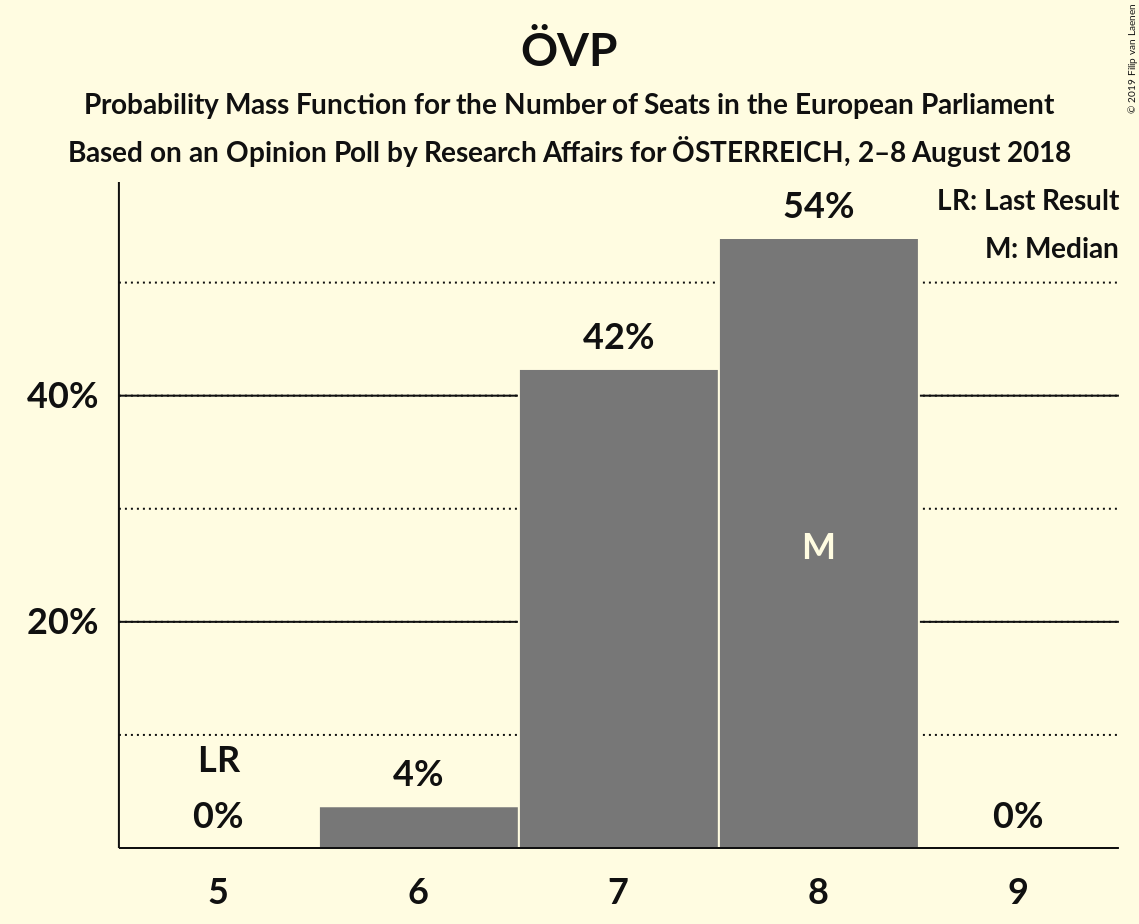 ÖVP
Probability Mass Function for the Number of Seats in the European Parliament
Based on an Opinion Poll by Research Affairs for ÖSTERREICH, 2–8 August 2018
© 2019 Filip van Laenen
LR: Last Result
M: Median
54%
42%
40%
M
20%
LR
4%
0%
0%
5 6 7 8 9